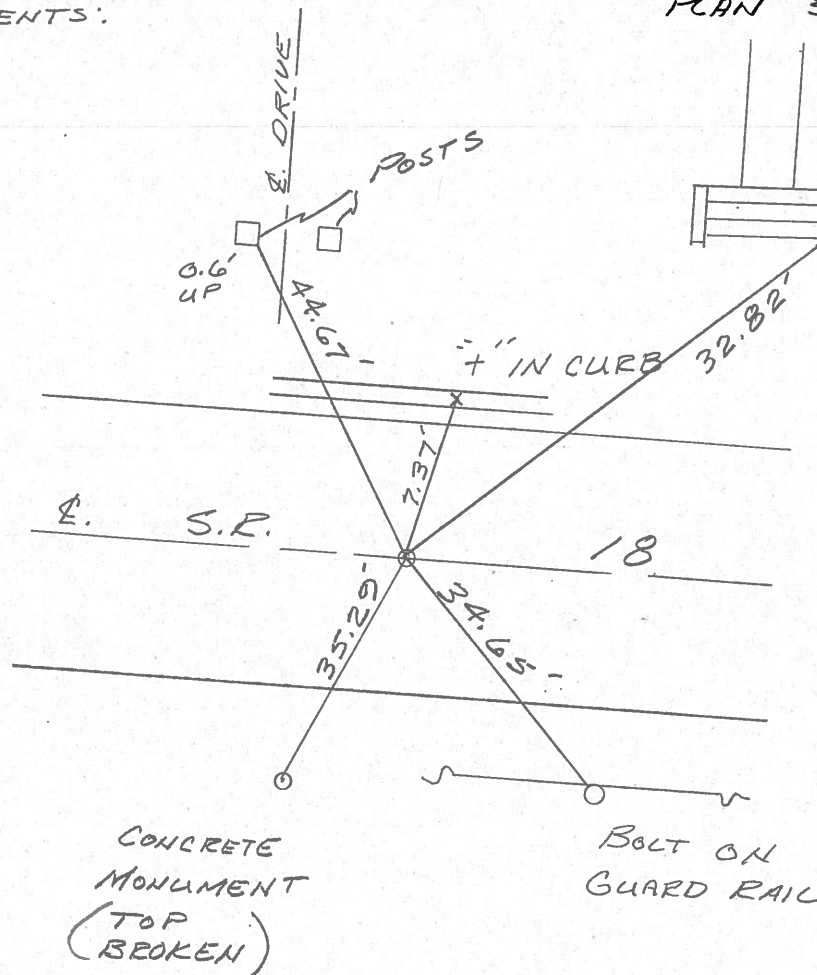 ENTS:
PLAN
℄. DRIVE
POSTS
0.6'
UP
44.67'
"+" IN CURB
32.82'
7.37'
℄. S.R. 18
35.29'
34.65'
CONCRETE
MONUMENT
(TOP
BROKEN)
BOLT ON
GUARD RAIL